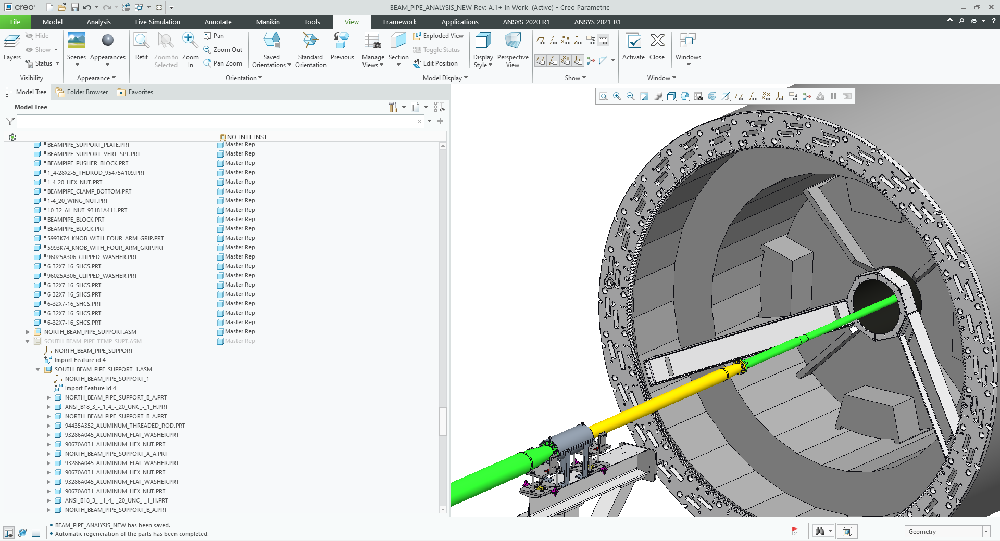 creo
BEAM_PIPE_ANALYSIS_NEW Rev: A.1+ In Work (Active) - Creo Parametric
File Model Analysis Live Simulation Annotate Manikin Tools View Framework Applications ANSYS 2020 R1 ANSYS 2021 R1
Layers
Hide
Show
Status
Visibility
Scenes
Appearances
Appearance
Refit
Zoom to
Selected
Zoom
In
Pan
Zoom Out
Pan Zoom
Saved
Orientations
Standard
Orientation
Previous
Orientation
Manage
Views
Section
Exploded View
Toggle Status
Edit Position
Display
Style
Perspective
View
Model Display
10.0
Show
Activate
Close
Windows
Window
Model Tree Folder Browser Favorites
Model Tree
NO_INTT_INST
BEAMPIPE_SUPPORT_PLATE.PRT Master Rep
BEAMPIPE_SUPPORT_VERT_SPT.PRT Master Rep
BEAMPIPE_PUSHER_BLOCK.PRT Master Rep
1_4-28X2-5_THDROD_95475A109.PRT Master Rep
1-4-20_HEX_NUT.PRT Master Rep
BEAMPIPE_CLAMP_BOTTOM.PRT Master Rep
1-4_20_WING_NUT.PRT Master Rep
10-32_AL_NUT_93181A411.PRT Master Rep
BEAMPIPE_BLOCK.PRT Master Rep
BEAMPIPE_BLOCK.PRT Master Rep
5993K74_KNOB_WITH_FOUR_ARM_GRIP.PRT Master Rep
5993K74_KNOB_WITH_FOUR_ARM_GRIP.PRT Master Rep
96025A306_CLIPPED_WASHER.PRT Master Rep
6-32X7-16_SHCS.PRT Master Rep
96025A306_CLIPPED_WASHER.PRT Master Rep
6-32X7-16_SHCS.PRT Master Rep
6-32X7-16_SHCS.PRT Master Rep
6-32X7-16_SHCS.PRT Master Rep
6-32X7-16_SHCS.PRT Master Rep
6-32X7-16_SHCS.PRT Master Rep
NORTH_BEAM_PIPE_SUPPORT.ASM Master Rep
SOUTH_BEAM_PIPE_TEMP_SUPT.ASM Master Rep
NORTH_BEAM_PIPE_SUPPORT
Import Feature id 4
SOUTH_BEAM_PIPE_SUPPORT_1.ASM
NORTH_BEAM_PIPE_SUPPORT_1
Import Feature id 4
NORTH_BEAM_PIPE_SUPPORT_B_A.PRT
ANSI_B18_3_-_1_4_-_20_UNC_-_1_H.PRT
NORTH_BEAM_PIPE_SUPPORT_B_A.PRT
94435A352_ALUMINUM_THREADED_ROD.PRT
93286A045_ALUMINUM_FLAT_WASHER.PRT
90670A031_ALUMINUM_HEX_NUT.PRT
NORTH_BEAM_PIPE_SUPPORT_A_A.PRT
93286A045_ALUMINUM_FLAT_WASHER.PRT
90670A031_ALUMINUM_HEX_NUT.PRT
93286A045_ALUMINUM_FLAT_WASHER.PRT
90670A031_ALUMINUM_HEX_NUT.PRT
ANSI_B18_3_-_1_4_-_20_UNC_-_1_H.PRT
NORTH_BEAM_PIPE_SUPPORT_B_A.PRT
• BEAM_PIPE_ANALYSIS_NEW has been saved.
• Automatic regeneration of the parts has been completed.
2
Geometry